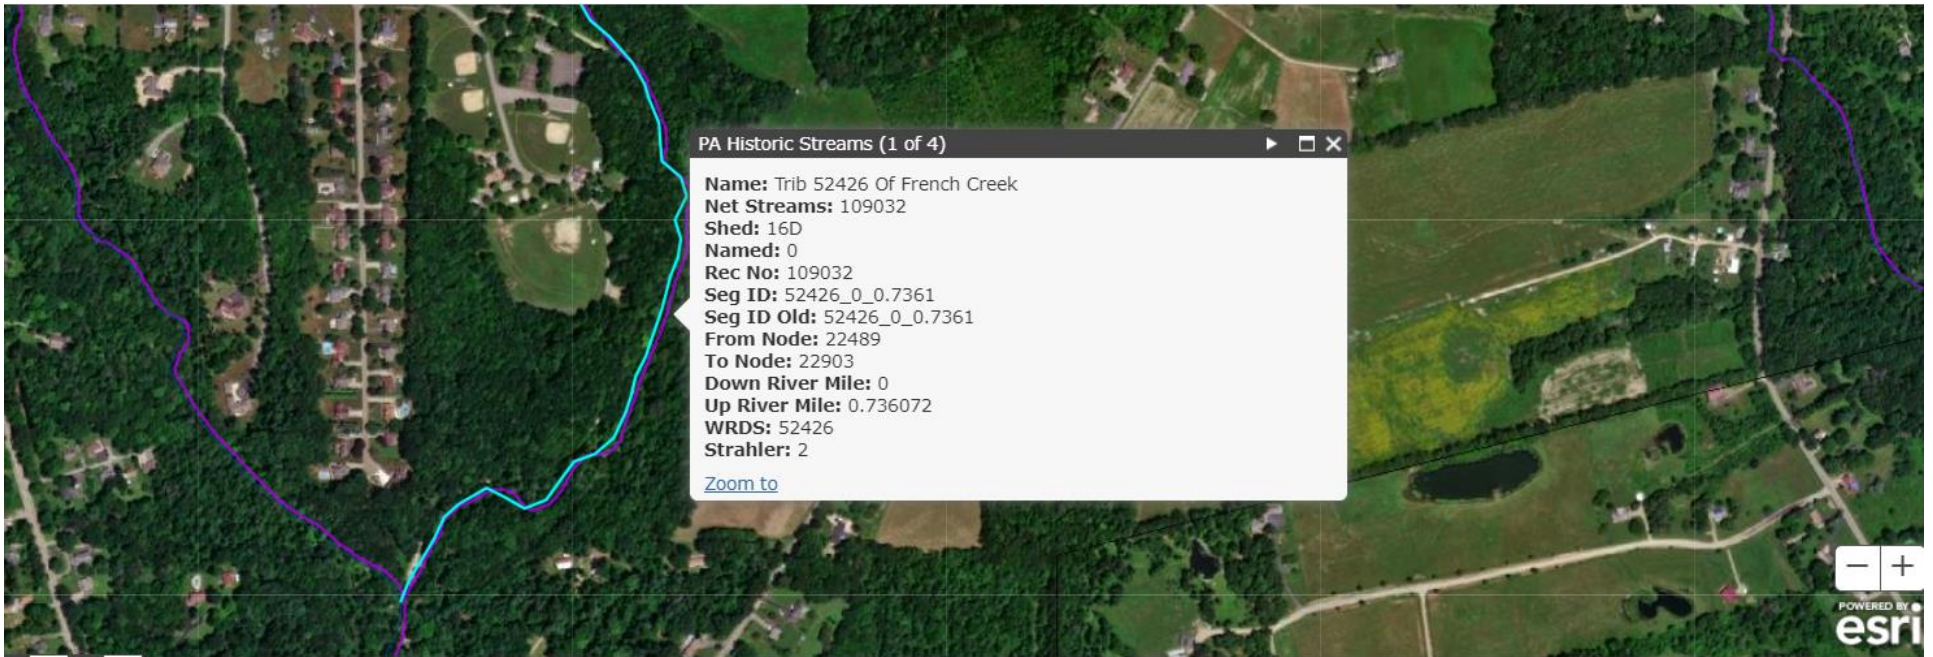 PA Historic Streams (1 of 4)
Name: Trib 52426 Of French Creek
Net Streams: 109032
Shed: 16D
Named: 0
Rec No: 109032
Seg ID: 52426_0_0.7361
Seg ID Old: 52426_0_0.7361
From Node: 22489
To Node: 22903
Down River Mile: 0
Up River Mile: 0.736072
WRDS: 52426
Strahler: 2
Zoom to
POWERED BY
esri